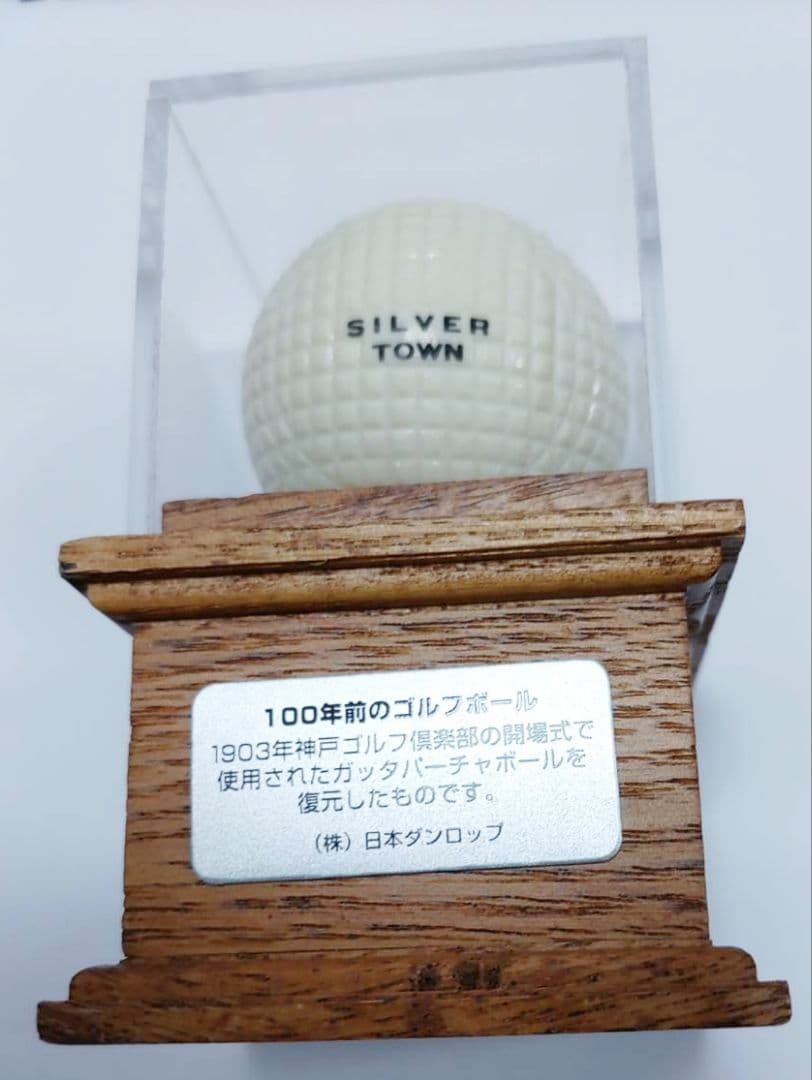 SILVER
TOWN
100年前のゴルフボール
1903年神戸ゴルフ倶楽部の開場式で
使用されたガッタパーチャボールを
復元したものです。
（株）日本ダンロップ